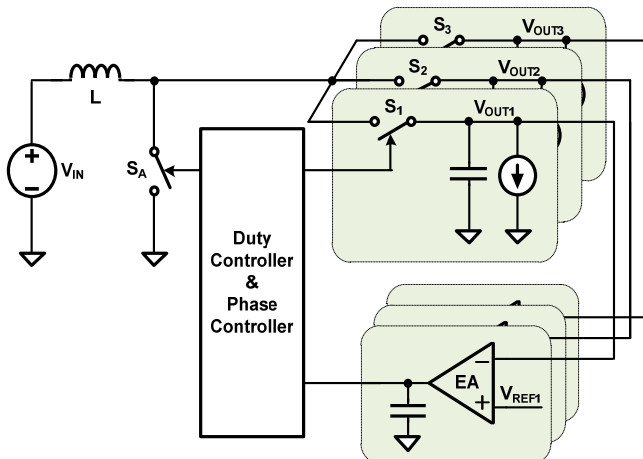 S3
VOUT3
S2
VOUT2
S1
VOUT1
L
SA
VIN
Duty
Controller
&
Phase
Controller
EA
VREF1